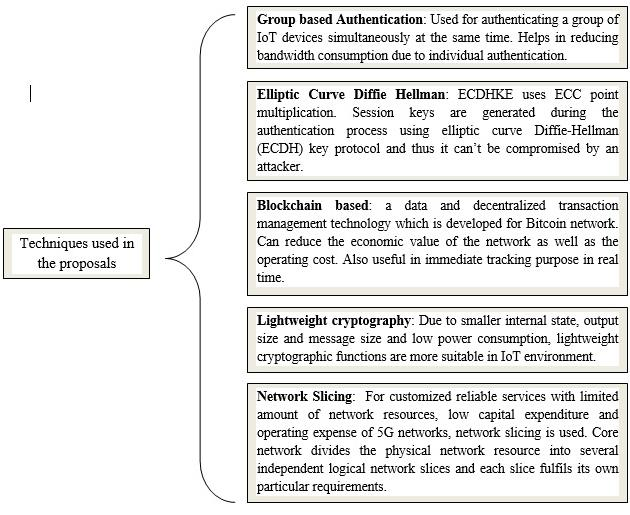 Group based Authentication: Used for authenticating a group of
IoT devices simultaneously at the same time. Helps in reducing
bandwidth consumption due to individual authentication.
Elliptic Curve Diffie Hellman: ECDHKE uses ECC point
multiplication. Session keys are generated during the
authentication process using elliptic curve Diffie-Hellman
(ECDH) key protocol and thus it can't be compromised by an
attacker.
Blockchain based: a data and decentralized transaction
management technology which is developed for Bitcoin network.
Can reduce the economic value of the network as well as the
operating cost. Also useful in immediate tracking purpose in real
time.
Techniques used in
the proposals
Lightweight cryptography: Due to smaller internal state, output
size and message size and low power consumption, lightweight
cryptographic functions are more suitable in IoT environment.
Network Slicing: For customized reliable services with limited
amount of network resources, low capital expenditure and
operating expense of 5G networks, network slicing is used. Core
network divides the physical network resource into several
independent logical network slices and each slice fulfils its own
particular requirements.